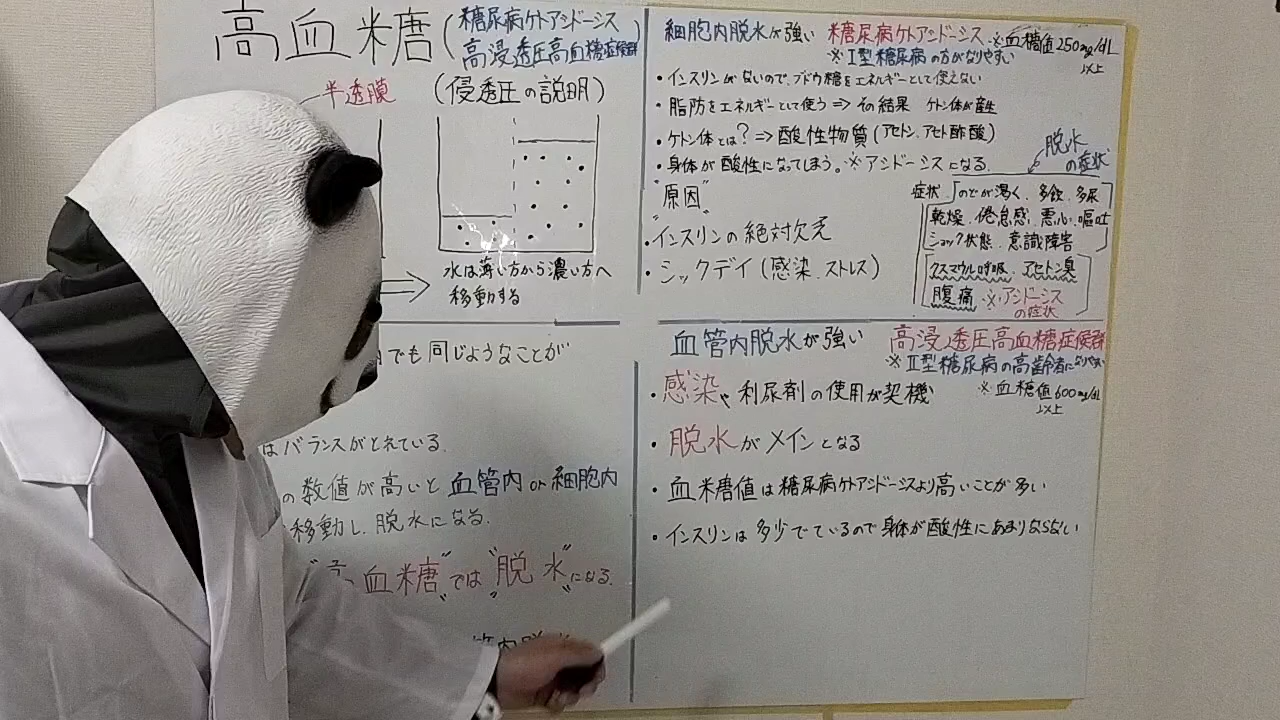 高血糖(糖尿病ケトアシドーシス
高浸透圧高血糖症候群
半透膜
(浸透圧の説明)
水は薄い方から濃い方へ
移動する
でも同じようなことが
はバランスがとれている.
の数値が高いと血管内or細胞内
移動し、脱水になる.
血糖”では“脱水”になる.
細胞内脱水が強い 糖尿病ケトアシドーシス ※血糖値250mg/dL
以上
※Ⅰ型糖尿病の方がなりやすい
・インスリンがないので、ブドウ糖をエネルギーとして使えない
・脂肪をエネルギーとして使う⇒その結果 ケトン体が産生
・ケトン体とは?⇒酸性物質(アセトン、アセト酢酸)
・身体が酸性になってしまう。※アシドーシスになる.
“原因”
・インスリンの絶対欠乏
・シックデイ(感染、ストレス)
脱水
の症状
症状 のどが渇く、多飲、多尿
乾燥、倦怠感、悪心、嘔吐
ショック状態、意識障害
クスマウル呼吸、アセトン臭
腹痛 ※アシドーシス
の症状
血管内脱水が強い 高浸透圧高血糖症候群
※Ⅱ型糖尿病の高齢者になりやすい
・感染や利尿剤の使用が契機
※血糖値600mg/dL
以上
・脱水がメインとなる
・血糖値は糖尿病ケトアシドーシスより高いことが多い
・インスリンは多少でているので身体が酸性にあまりならない